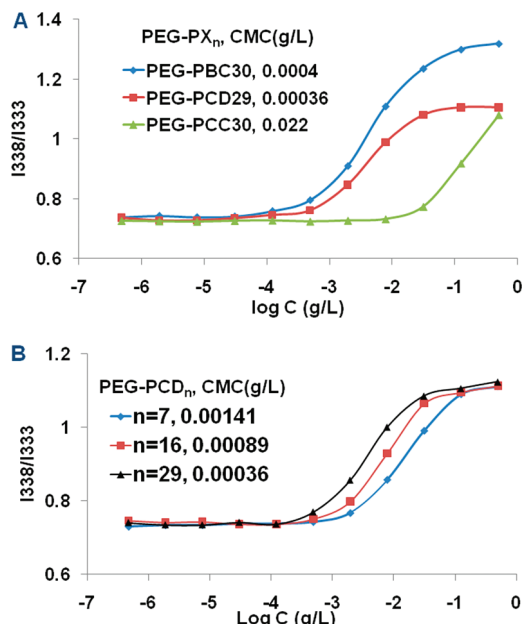 A
PEG-PXn, CMC(g/L)
PEG-PBC30, 0.0004
PEG-PCD29, 0.00036
PEG-PCC30, 0.022
I338/I333
1.4
1.2
1
0.8
0.6
-7 -6 -5 -4 -3 -2 -1 0
log C (g/L)
B
PEG-PCDn, CMC(g/L)
n=7, 0.00141
n=16, 0.00089
n=29, 0.00036
I338/I333
1.2
1
0.8
0.6
-7 -6 -5 -4 -3 -2 -1 0
Log C (g/L)